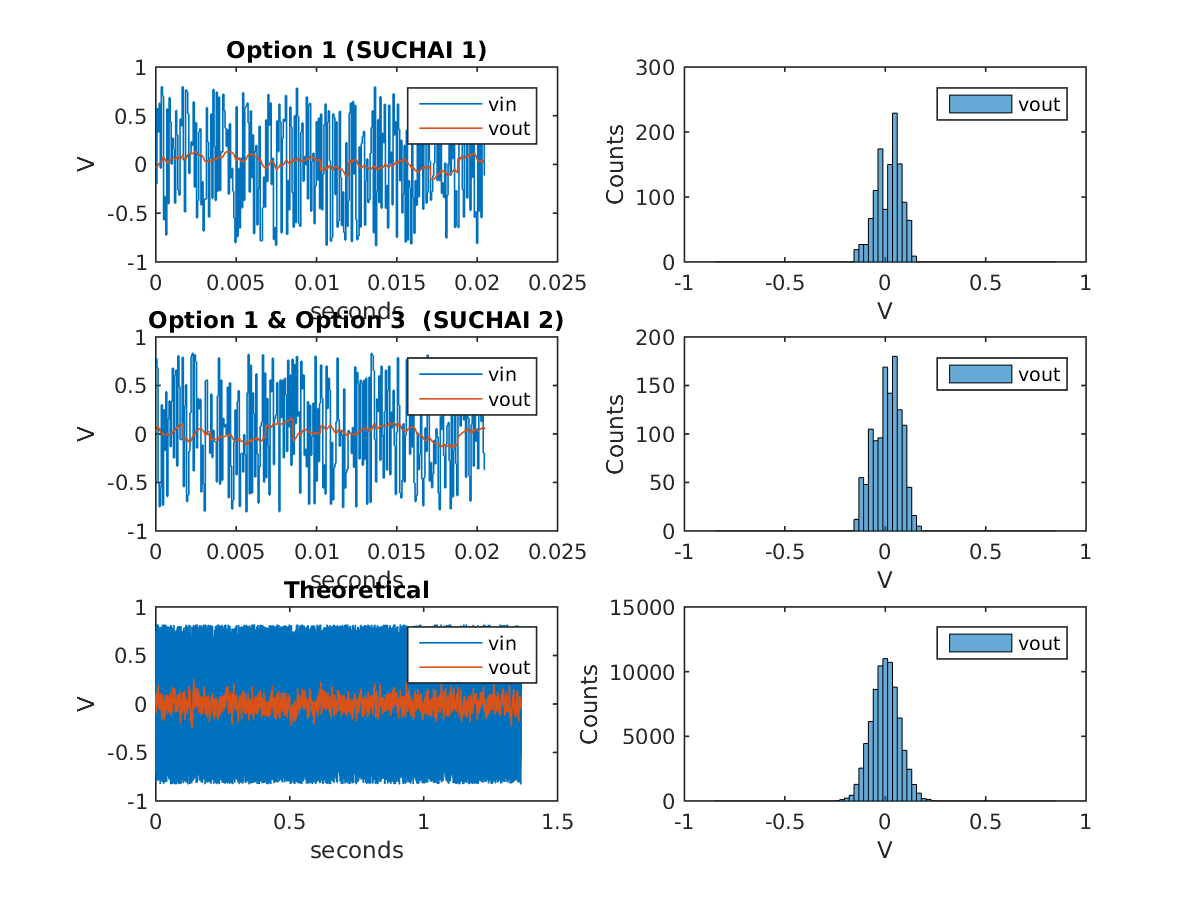 Option 1 (SUCHAI 1)
1
0.5
0
-0.5
-1
V
vin
vout
0 0.005 0.01 0.015 0.02 0.025
seconds
300
200
100
0
Counts
vout
-1 -0.5 0 0.5 1
V
Option 1 & Option 3 (SUCHAI 2)
1
0.5
0
-0.5
-1
V
vin
vout
0 0.005 0.01 0.015 0.02 0.025
seconds
200
150
100
50
0
Counts
vout
-1 -0.5 0 0.5 1
V
Theoretical
1
0.5
0
-0.5
-1
V
vin
vout
0 0.5 1 1.5
seconds
15000
10000
5000
0
Counts
vout
-1 -0.5 0 0.5 1
V